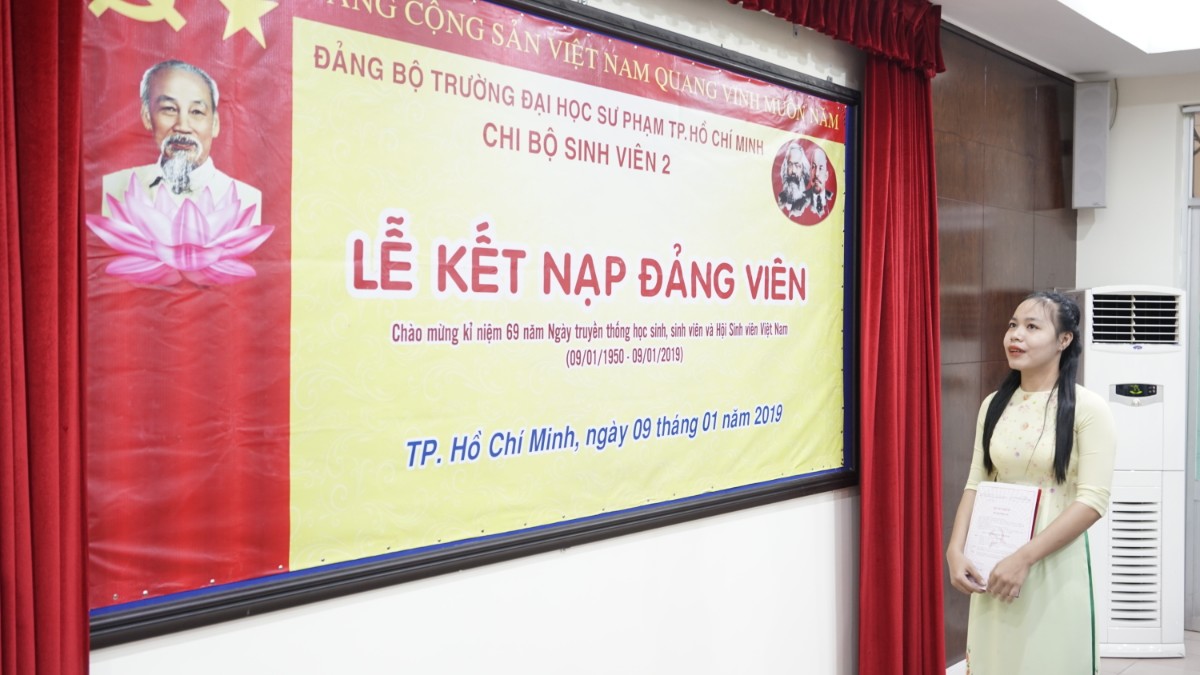 ĐẢNG CỘNG SẢN VIỆT NAM QUANG VINH MUÔN NĂM
ĐẢNG BỘ TRƯỜNG ĐẠI HỌC SƯ PHẠM TP.HỒ CHÍ MINH
CHI BỘ SINH VIÊN 2
LỄ KẾT NẠP ĐẢNG VIÊN
Chào mừng kỉ niệm 69 năm Ngày truyền thống học sinh, sinh viên và Hội Sinh viên Việt Nam
(09/01/1950 - 09/01/2019)
TP. Hồ Chí Minh, ngày 09 tháng 01 năm 2019